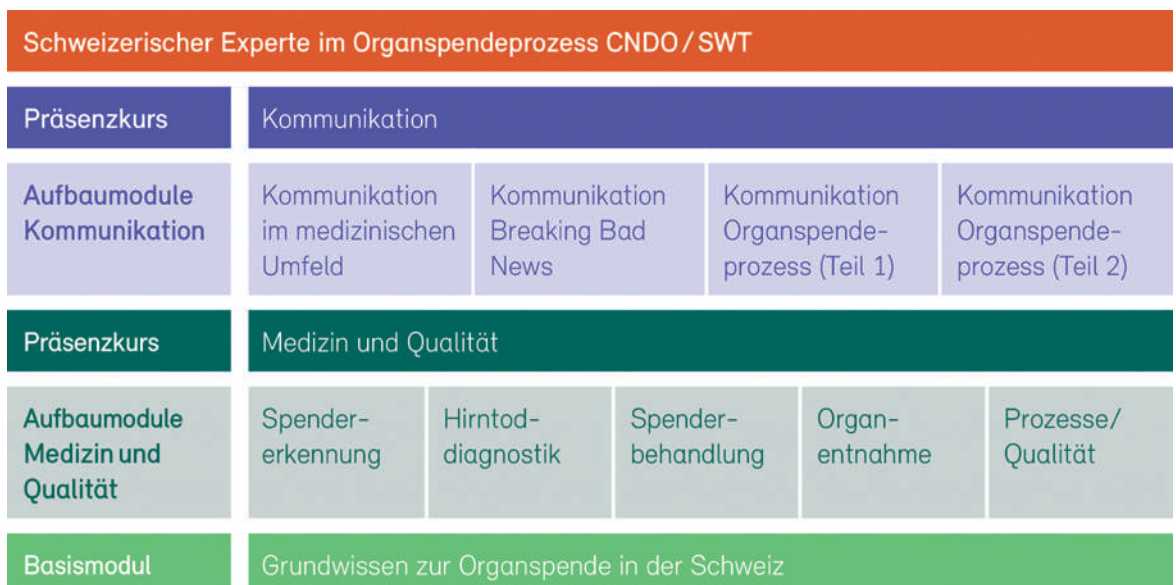 Schweizerischer Experte im Organspendeprozess CNDO / SWT
Präsenzkurs
Kommunikation
Aufbaumodule
Kommunikation
Kommunikation
im medizinischen
Umfeld
Kommunikation
Breaking Bad
News
Kommunikation
Organspende-
prozess (Teil 1)
Kommunikation
Organspende-
prozess (Teil 2)
Präsenzkurs
Medizin und Qualität
Aufbaumodule
Medizin und
Qualität
Spender-
erkennung
Hirntod-
diagnostik
Spender-
behandlung
Organ-
entnahme
Prozesse/
Qualität
Basismodul
Grundwissen zur Organspende in der Schweiz